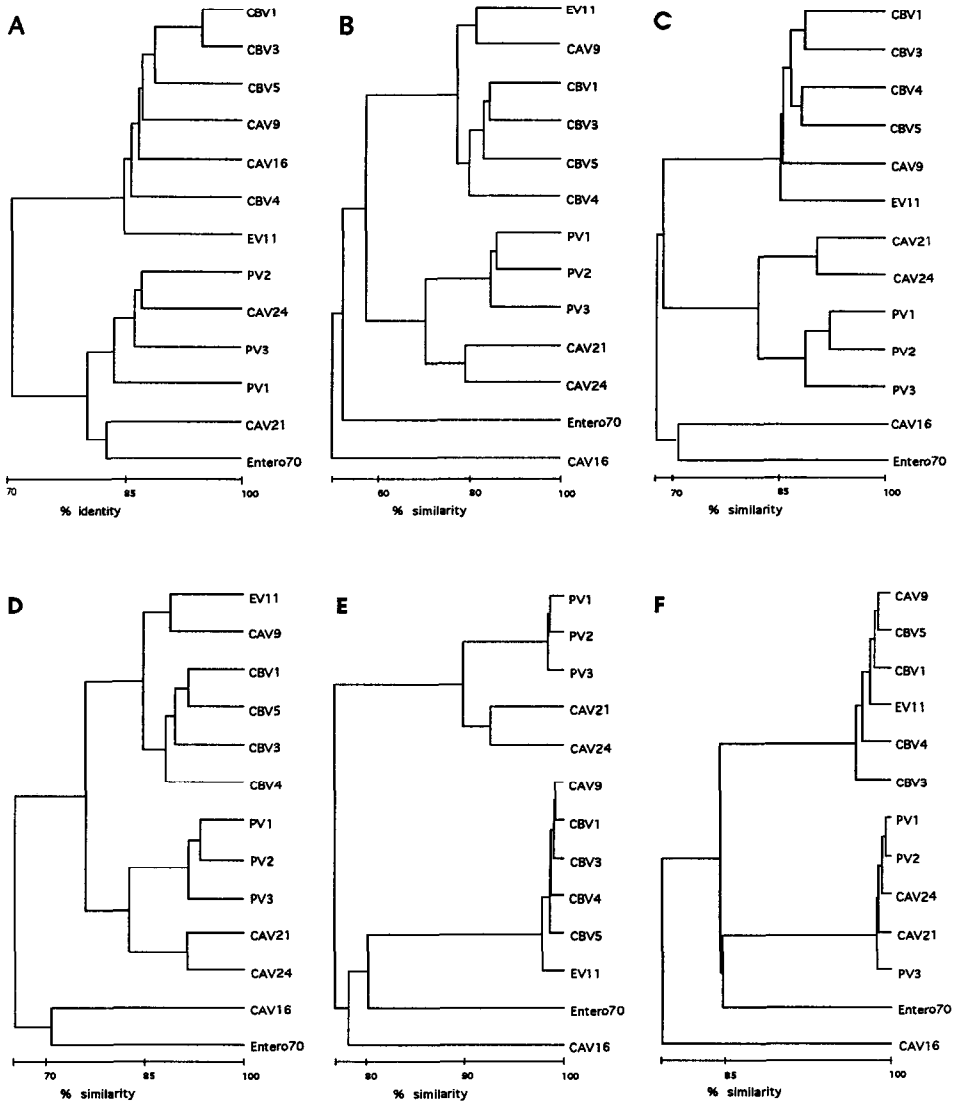 A
CBV1
CBV3
CBV5
CAV9
CAV16
CBV4
EV11
PV2
CAV24
PV3
PV1
CAV21
Entero70
70 85 100
% identity
B
EV11
CAV9
CBV1
CBV3
CBV5
CBV4
PV1
PV2
PV3
CAV21
CAV24
Entero70
CAV16
60 80 100
% similarity
C
CBV1
CBV3
CBV4
CBV5
CAV9
EV11
CAV21
CAV24
PV1
PV2
PV3
CAV16
Entero70
70 85 100
% similarity
D
EV11
CAV9
CBV1
CBV5
CBV3
CBV4
PV1
PV2
PV3
CAV21
CAV24
CAV16
Entero70
70 85 100
% similarity
E
PV1
PV2
PV3
CAV21
CAV24
CAV9
CBV1
CBV3
CBV4
CBV5
EV11
Entero70
CAV16
80 90 100
% similarity
F
CAV9
CBV5
CBV1
EV11
CBV4
CBV3
PV1
PV2
CAV24
CAV21
PV3
Entero70
CAV16
85 100
% similarity